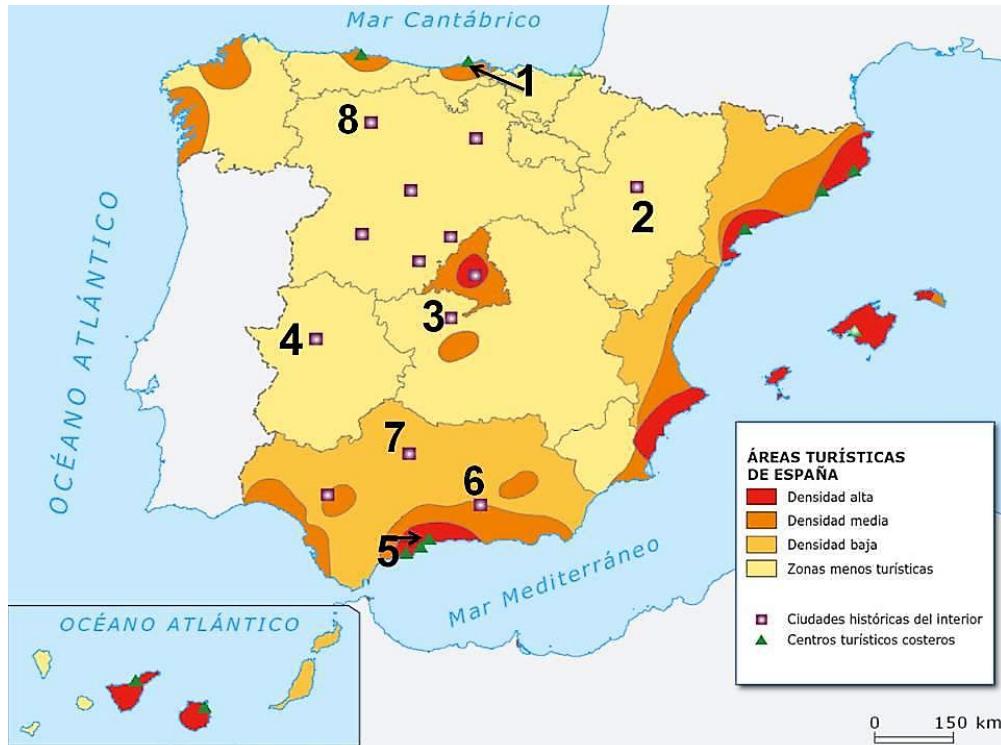 Mar Cantábrico
1
8
2
OCÉANO ATLÁNTICO
3
4
7
6
5
Mar Mediterráneo
ÁREAS TURÍSTICAS
DE ESPAÑA
Densidad alta
Densidad media
Densidad baja
Zonas menos turísticas
Ciudades históricas del interior
Centros turísticos costeros
OCÉANO ATLÁNTICO
0 150 km